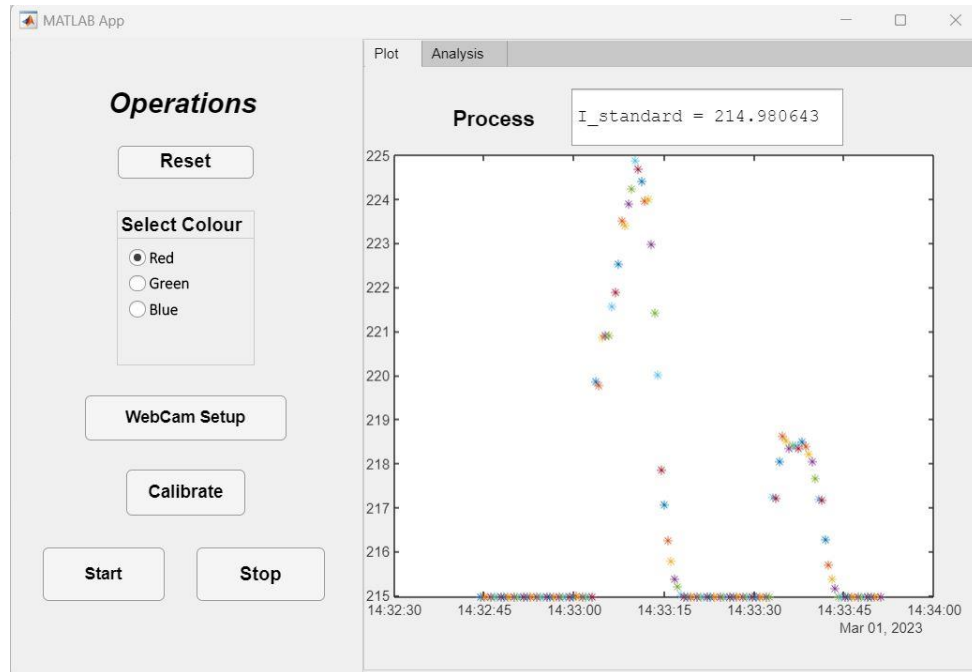 MATLAB App
Operations
Reset
Select Colour
Red
Green
Blue
WebCam Setup
Calibrate
Start
Stop
Plot
Analysis
Process
I_standard = 214.980643
225
224
223
222
221
220
219
218
217
216
215
14:32:30
14:32:45
14:33:00
14:33:15
14:33:30
14:33:45
14:34:00
Mar 01, 2023